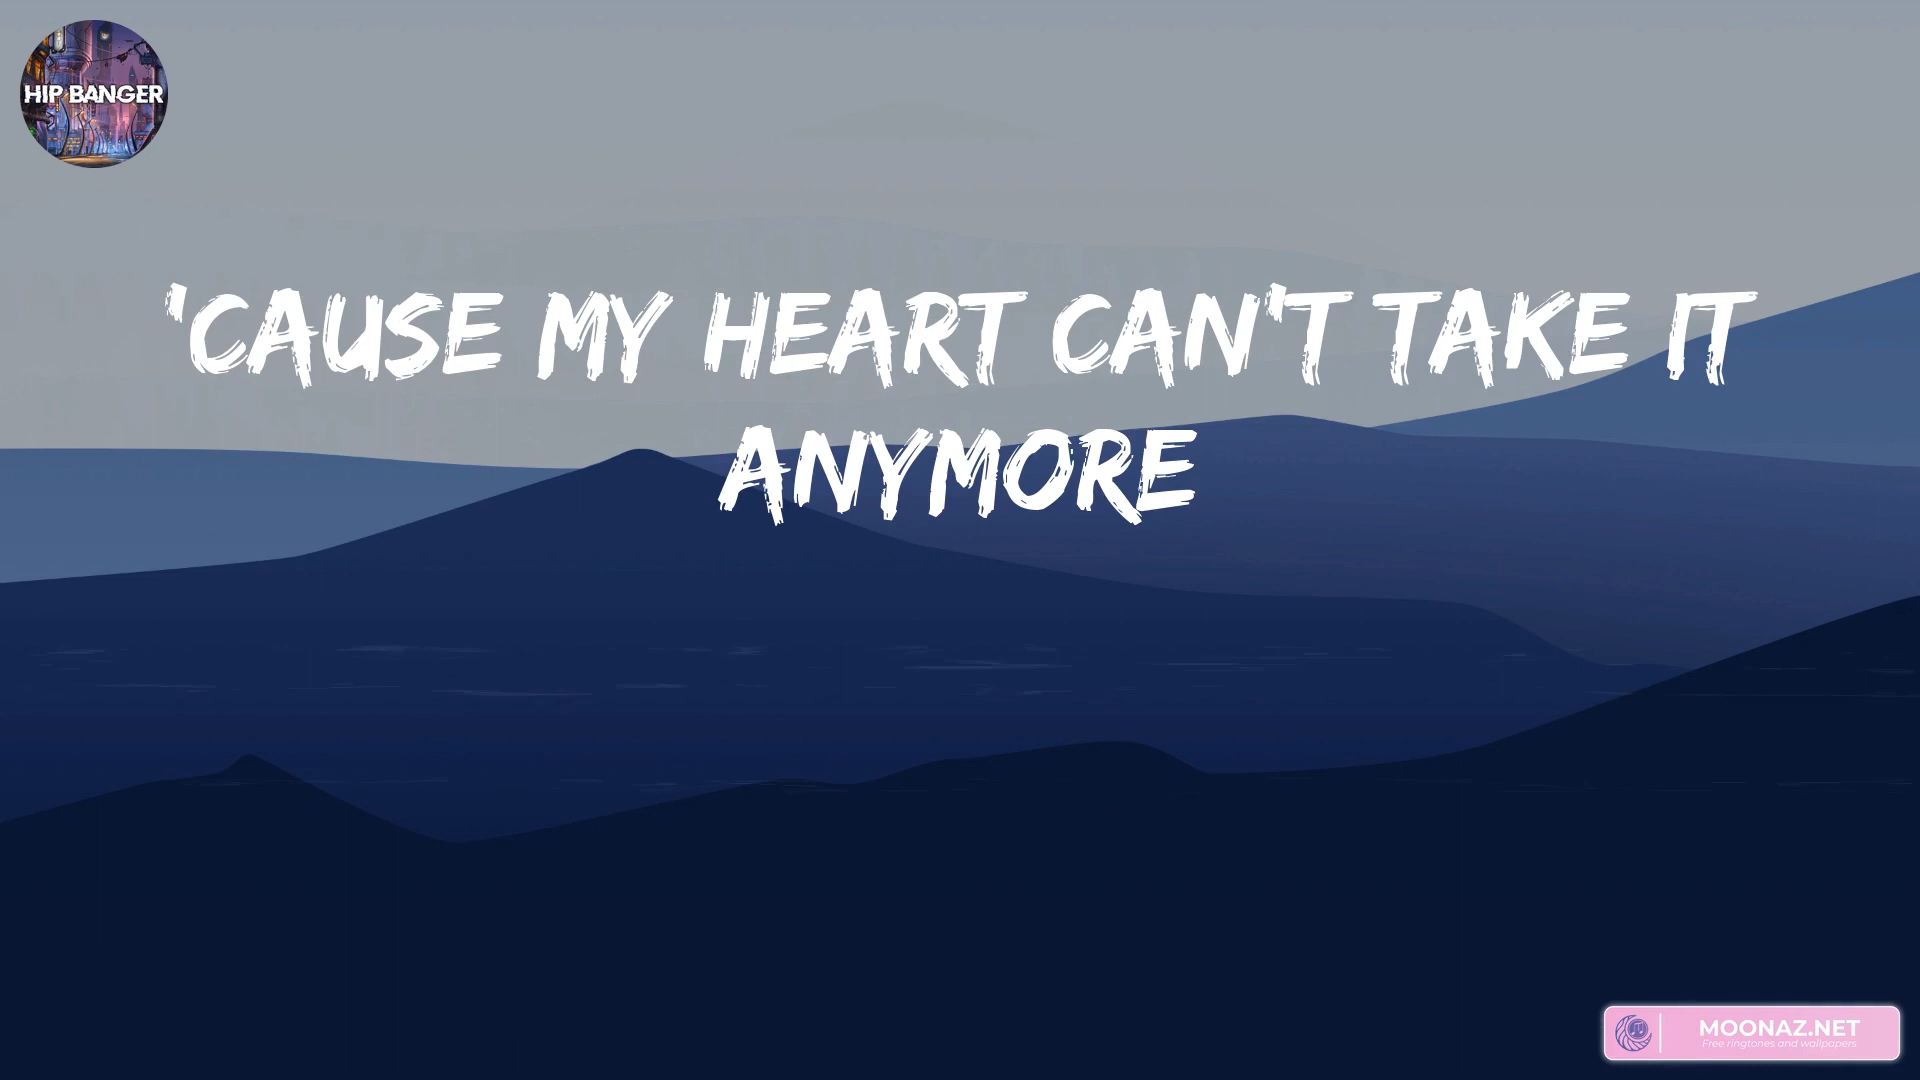 HIP BANGER
'CAUSE MY HEART CAN'T TAKE IT
ANYMORE
MOONAZ.NET
Free ringtones and wallpapers